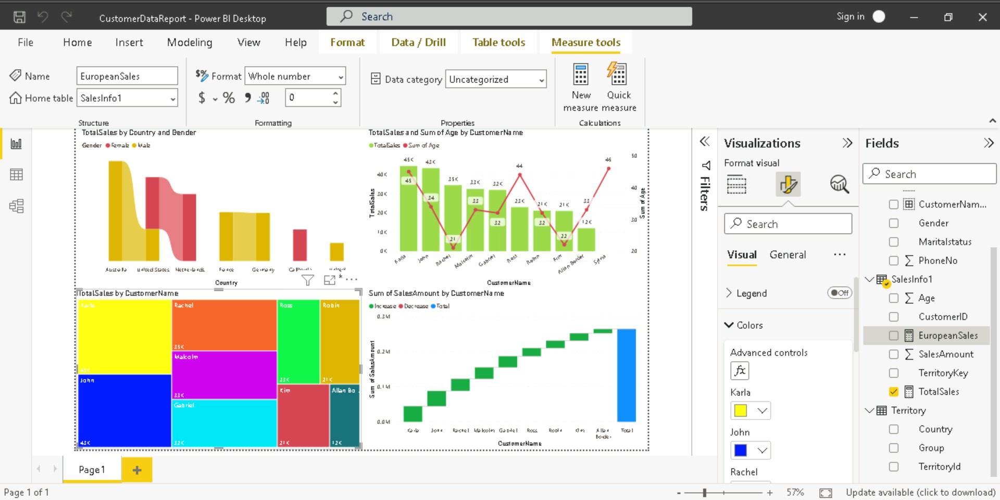 CustomerDataReport - Power BI Desktop
Search
Sign in
File Home Insert Modeling View Help Format Data / Drill Table tools Measure tools
Name EuropeanSales
Home table SalesInfo1
Structure
$% Format Whole number
$ % 0
Formatting
Data category Uncategorized
Properties
New measure
Quick measure
Calculations
TotalSales by Country and Gender
Gender Female Male
United States
Germany
Country
TotalSales and Sum of Age by CustomerName
TotalSales Sum of Age
TotalSales
40K
30K
20K
10K
0K
45K 43K 35K 33K 32K 23K 21K 21K 12K
45 34 21 33 32 44 32 22 33 46
50
40
30
20
Sum of Age
Karla John Rachel Malcolm Gabriel Ross Robin Kim Allan Border Sylvia
CustomerName
TotalSales by CustomerName
Karla
45K
John
43K
Rachel
35K
Malcolm
33K
Gabriel
32K
Ross
23K
Robin
21K
Kim
21K
Allan Bo...
12K
Sum of SalesAmount by CustomerName
Increase Decrease Total
Sum of SalesAmount
0.3M
0.2M
0.1M
0.0M
Karla John Rachel Malcolm Gabriel Ross Robin Kim Allan Border Total
CustomerName
Filters
Visualizations
Format visual
Search
Visual General ...
Legend Off
Colors
Advanced controls
fx
Karla
John
Rachel
Fields
Search
CustomerNam...
Gender
Maritalstatus
PhoneNo
SalesInfo1
Age
CustomerID
EuropeanSales
SalesAmount
TerritoryKey
TotalSales
Territory
Country
Group
TerritoryId
Page1 +
Page 1 of 1
- + 57% Update available (click to download)